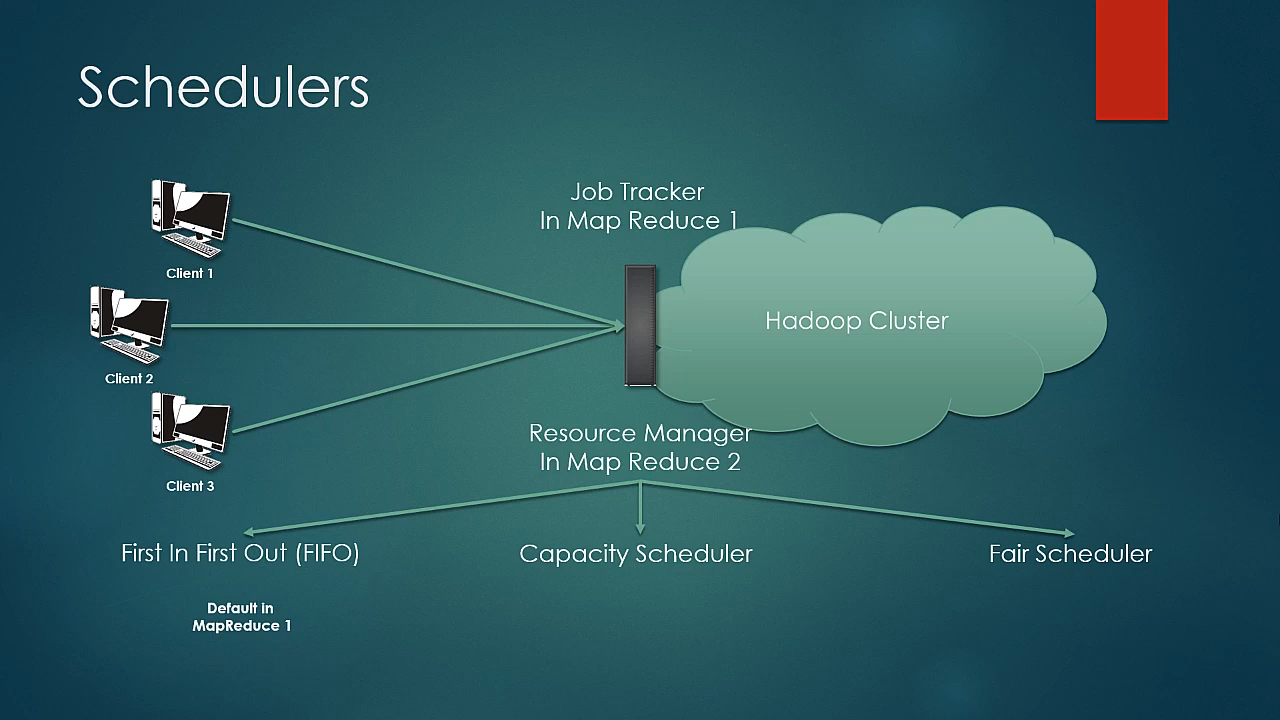 Schedulers
Job Tracker
In Map Reduce 1
Client 1
Hadoop Cluster
Client 2
Resource Manager
In Map Reduce 2
Client 3
First In First Out (FIFO)
Capacity Scheduler
Fair Scheduler
Default in
MapReduce 1